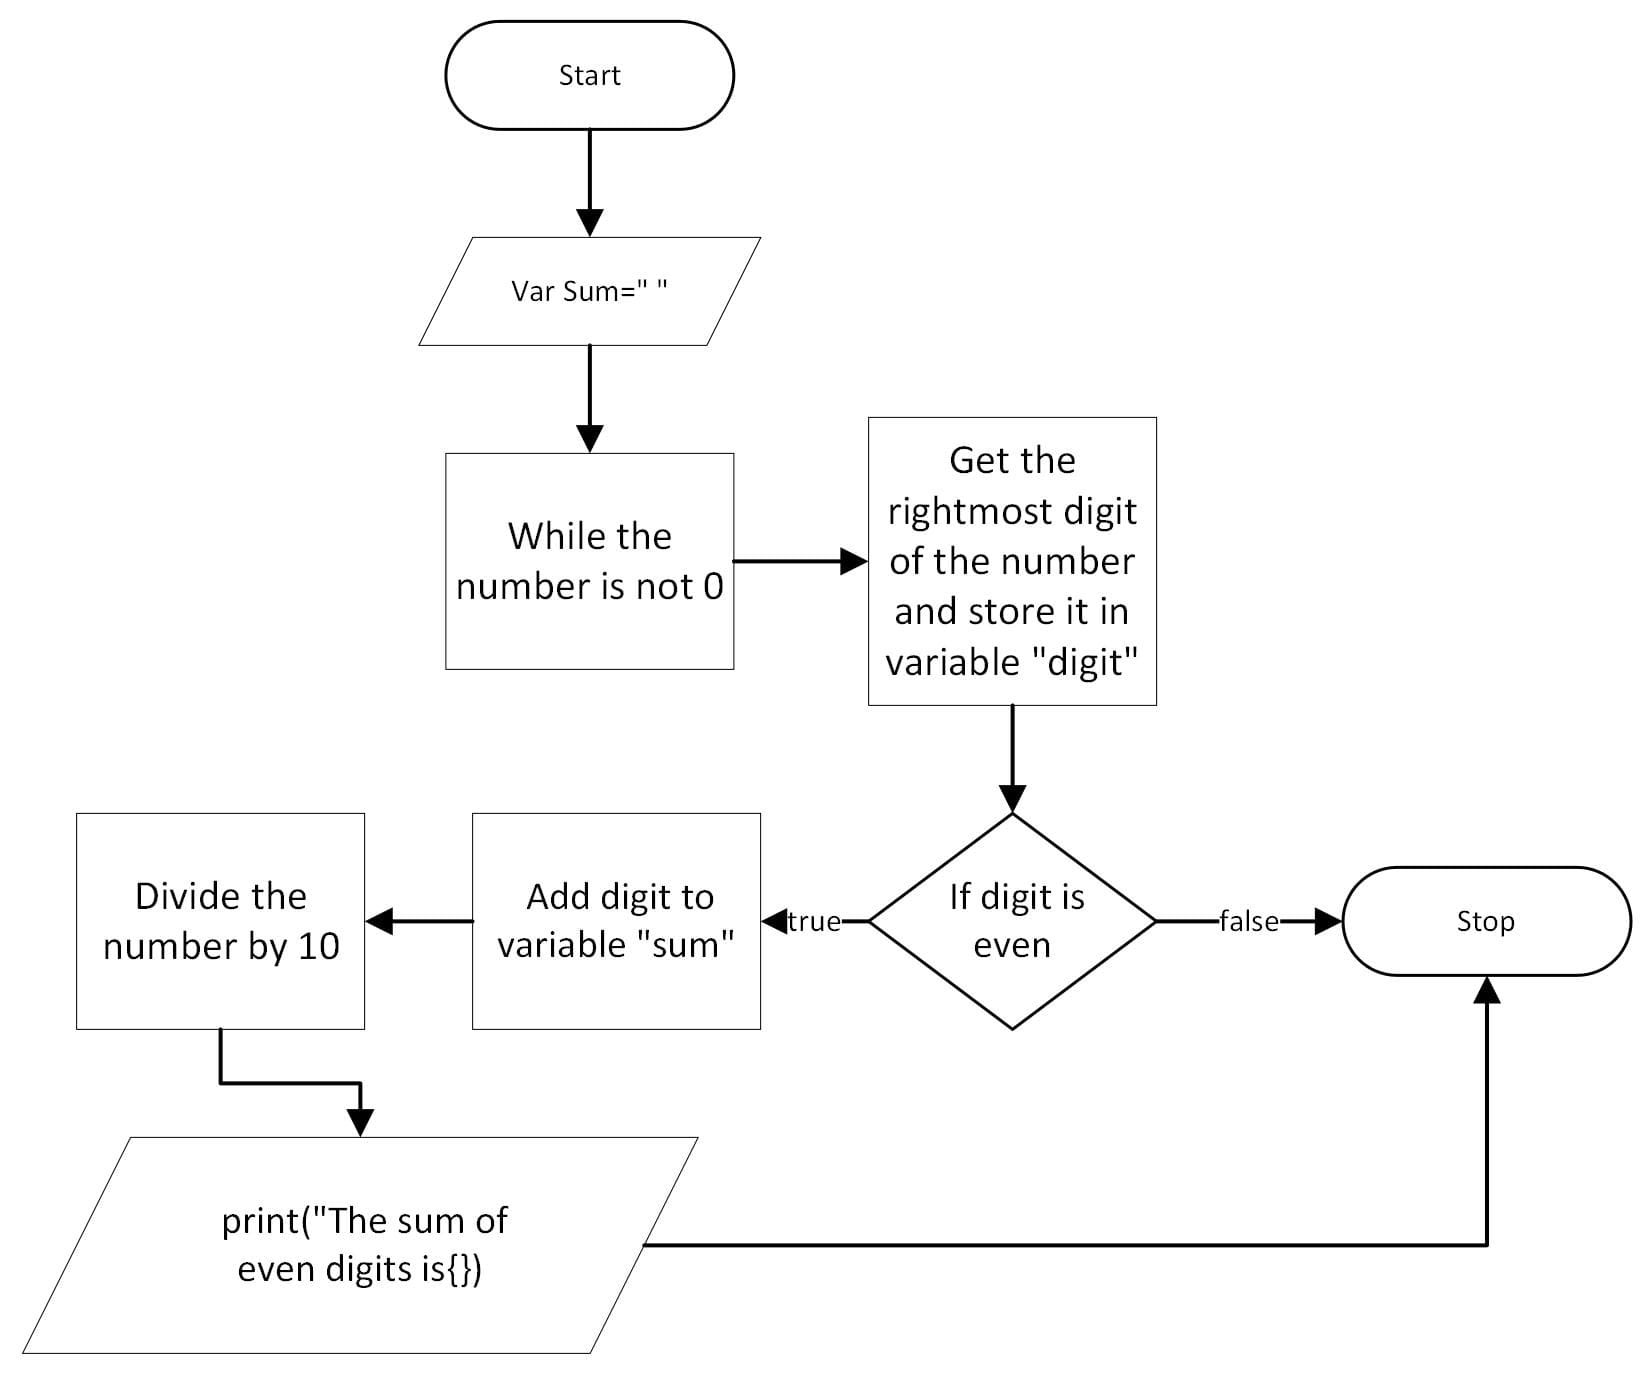 Start
Var Sum=" "
While the
number is not 0
Get the
rightmost digit
of the number
and store it in
variable "digit"
If digit is
even
true
false
Add digit to
variable "sum"
Divide the
number by 10
Stop
print("The sum of
even digits is{})